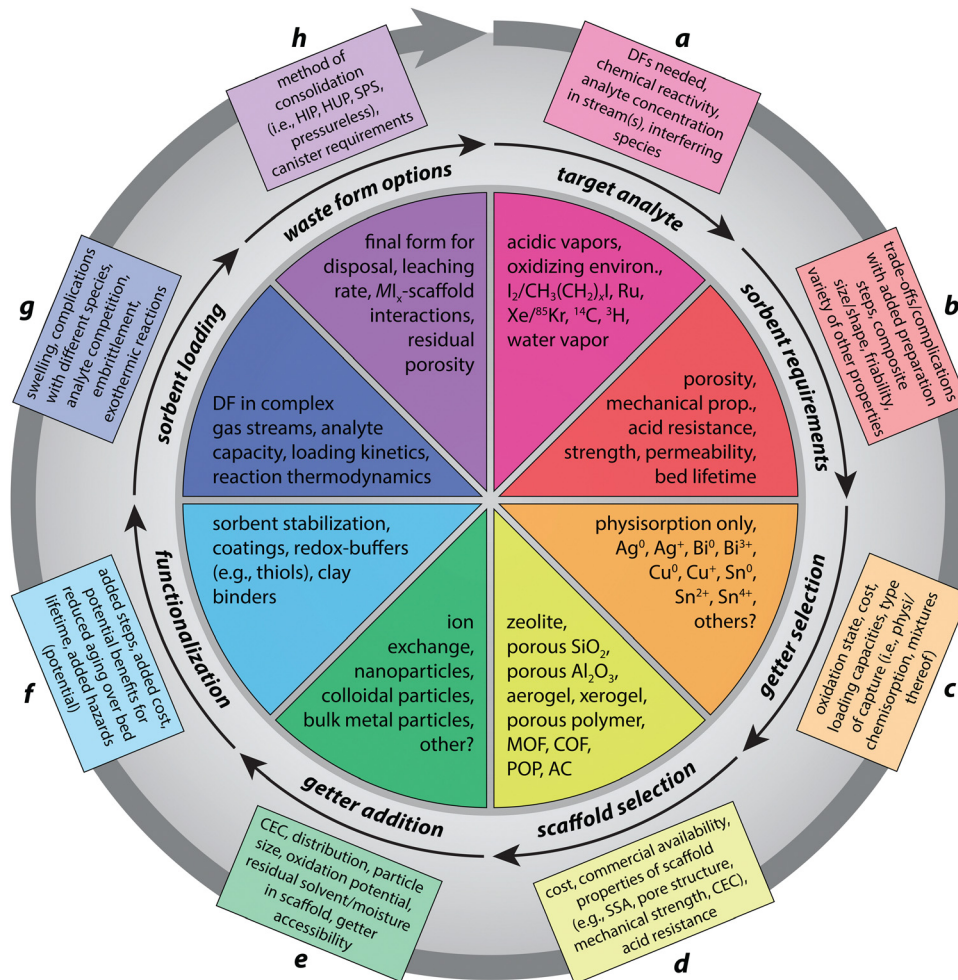 a
DFs needed,
chemical reactivity,
analyte concentration
in stream(s), interfering
species
target analyte
acidic vapors,
oxidizing environ.,
I₂/CH₃(CH₂)ₓI, Ru,
Xe/⁸⁵Kr, ¹⁴C, ³H,
water vapor
b
trade-offs/complications
with added preparation
steps, composite
size/shape, friability,
variety of other properties
sorbent requirements
porosity,
mechanical prop.,
acid resistance,
strength, permeability,
bed lifetime
c
oxidation state, cost,
loading capacities, type
of capture (i.e., physi/
chemisorption, mixtures
thereof)
getter selection
physisorption only,
Ag⁰, Ag⁺, Bi⁰, Bi³⁺,
Cu⁰, Cu⁺, Sn⁰,
Sn²⁺, Sn⁴⁺,
others?
d
cost, commercial availability,
properties of scaffold
(e.g., SSA, pore structure,
mechanical strength, CEC),
acid resistance
scaffold selection
zeolite,
porous SiO₂,
porous Al₂O₃,
aerogel, xerogel,
porous polymer,
MOF, COF,
POP, AC
e
CEC, distribution, particle
size, oxidation potential,
residual solvent/moisture
in scaffold, getter
accessibility
getter addition
ion
exchange,
nanoparticles,
colloidal particles,
bulk metal particles,
other?
f
added steps, added cost,
potential benefits for
reduced aging over bed
lifetime, added hazards
(potential)
functionalization
sorbent stabilization,
coatings, redox-buffers
(e.g., thiols), clay
binders
g
swelling, complications
with different species,
analyte competition,
embrittlement,
exothermic reactions
sorbent loading
DF in complex
gas streams, analyte
capacity, loading kinetics,
reaction thermodynamics
h
method of
consolidation
(i.e., HIP, HUP, SPS,
pressureless),
canister requirements
waste form options
final form for
disposal, leaching
rate, MIₓ-scaffold
interactions,
residual
porosity